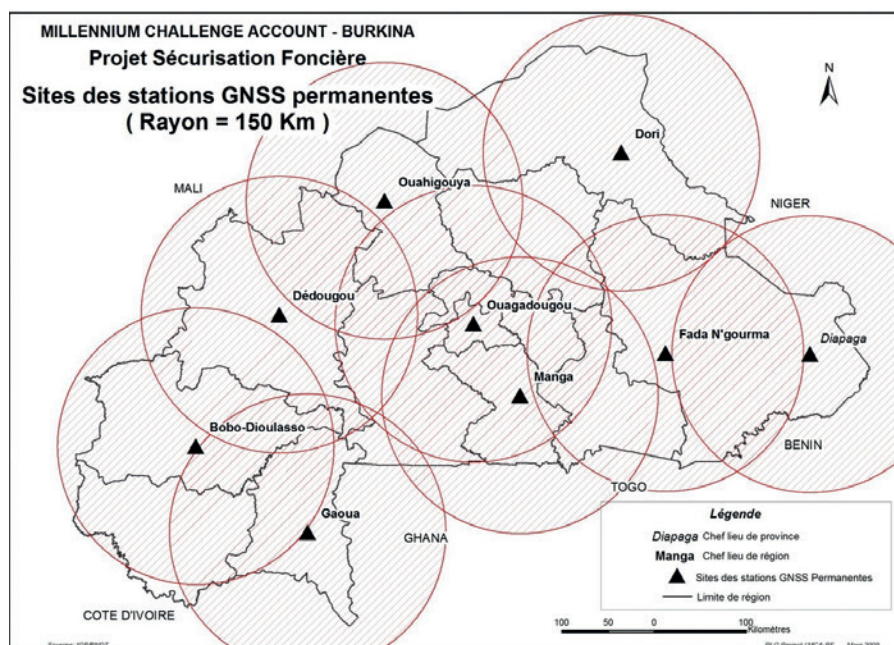 MILLENNIUM CHALLENGE ACCOUNT - BURKINA
Projet Sécurisation Foncière
Sites des stations GNSS permanentes
( Rayon = 150 Km )
N
Dori
MALI
Ouahigouya
NIGER
Dédougou
Ouagadougou
Fada N'gourma
Diapaga
Manga
Bobo-Dioulasso
BENIN
TOGO
Gaoua
GHANA
Légende
Diapaga Chef lieu de province
Manga Chef lieu de région
Sites des stations GNSS Permanentes
Limite de région
COTE D'IVOIRE
100 50 0 100
Kilomètres